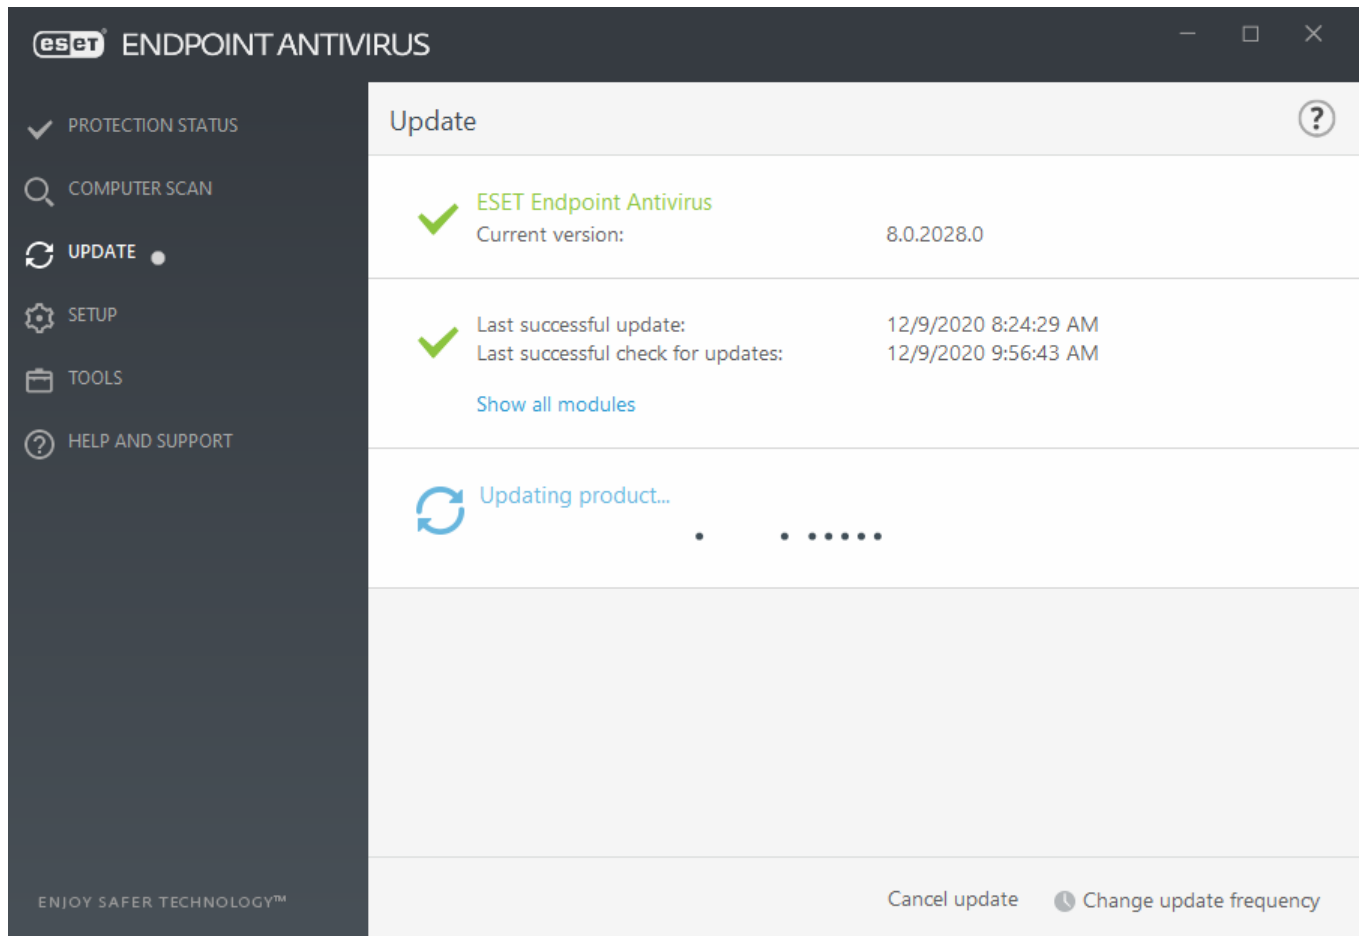 eset ENDPOINT ANTIVIRUS
PROTECTION STATUS
COMPUTER SCAN
UPDATE
SETUP
TOOLS
HELP AND SUPPORT
ENJOY SAFER TECHNOLOGY™
Update
?
ESET Endpoint Antivirus
Current version: 8.0.2028.0
Last successful update: 12/9/2020 8:24:29 AM
Last successful check for updates: 12/9/2020 9:56:43 AM
Show all modules
Updating product...
Cancel update Change update frequency